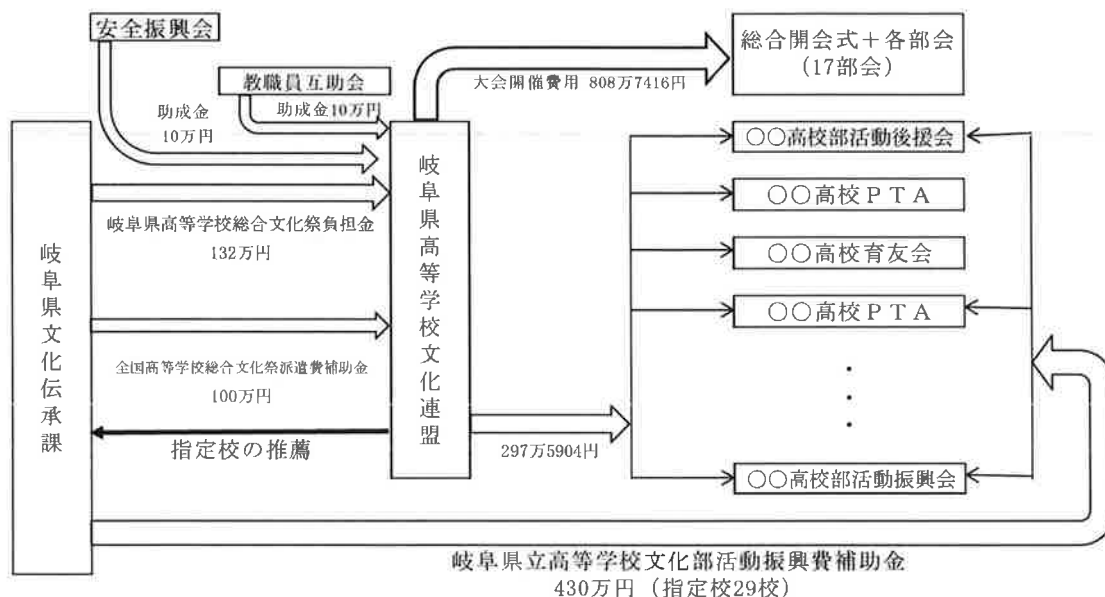 安全振興会
教職員互助会
総合開会式＋各部会
（17部会）
大会開催費用 808万7416円
助成金
10万円
助成金10万円
岐阜県文化伝承課
岐阜県高等学校文化連盟
岐阜県高等学校総合文化祭負担金
132万円
全国高等学校総合文化祭派遣費補助金
100万円
指定校の推薦
297万5904円
〇〇高校部活動後援会
〇〇高校ＰＴＡ
〇〇高校育友会
〇〇高校ＰＴＡ
・
・
・
〇〇高校部活動振興会
岐阜県立高等学校文化部活動振興費補助金
430万円（指定校29校）